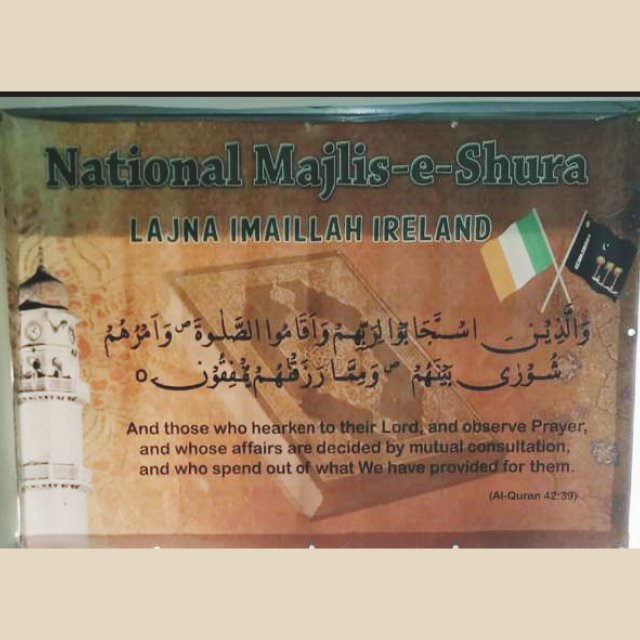 National Majlis-e-Shura
LAJNA IMAILLAH IRELAND
وَالَّذِيْنَ اسْتَجَابُوْا لِرَبِّهِمْ وَاَقَامُوا الصَّلٰوةَ ۪ وَاَمْرُهُمْ
شُوْرٰى بَيْنَهُمْ ۪ وَمِمَّا رَزَقْنٰهُمْ يُنْفِقُوْنَ ○
And those who hearken to their Lord, and observe Prayer,
and whose affairs are decided by mutual consultation,
and who spend out of what We have provided for them.
(Al-Quran 42:39)